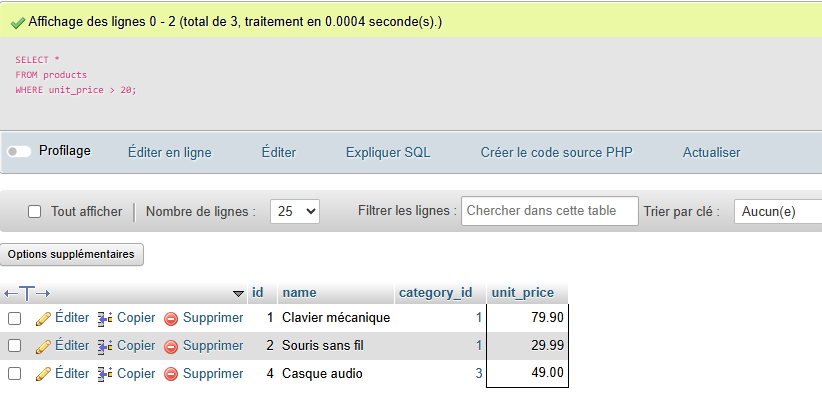 Affichage des lignes 0 - 2 (total de 3, traitement en 0.0004 seconde(s).)
SELECT *
FROM products
WHERE unit_price > 20;
Profilage Éditer en ligne Éditer Expliquer SQL Créer le code source PHP Actualiser
Tout afficher Nombre de lignes : 25 Filtrer les lignes : Chercher dans cette table Trier par clé : Aucun(e)
Options supplémentaires
←T→ id name category_id unit_price
Éditer Copier Supprimer 1 Clavier mécanique 1 79.90
Éditer Copier Supprimer 2 Souris sans fil 1 29.99
Éditer Copier Supprimer 4 Casque audio 3 49.00